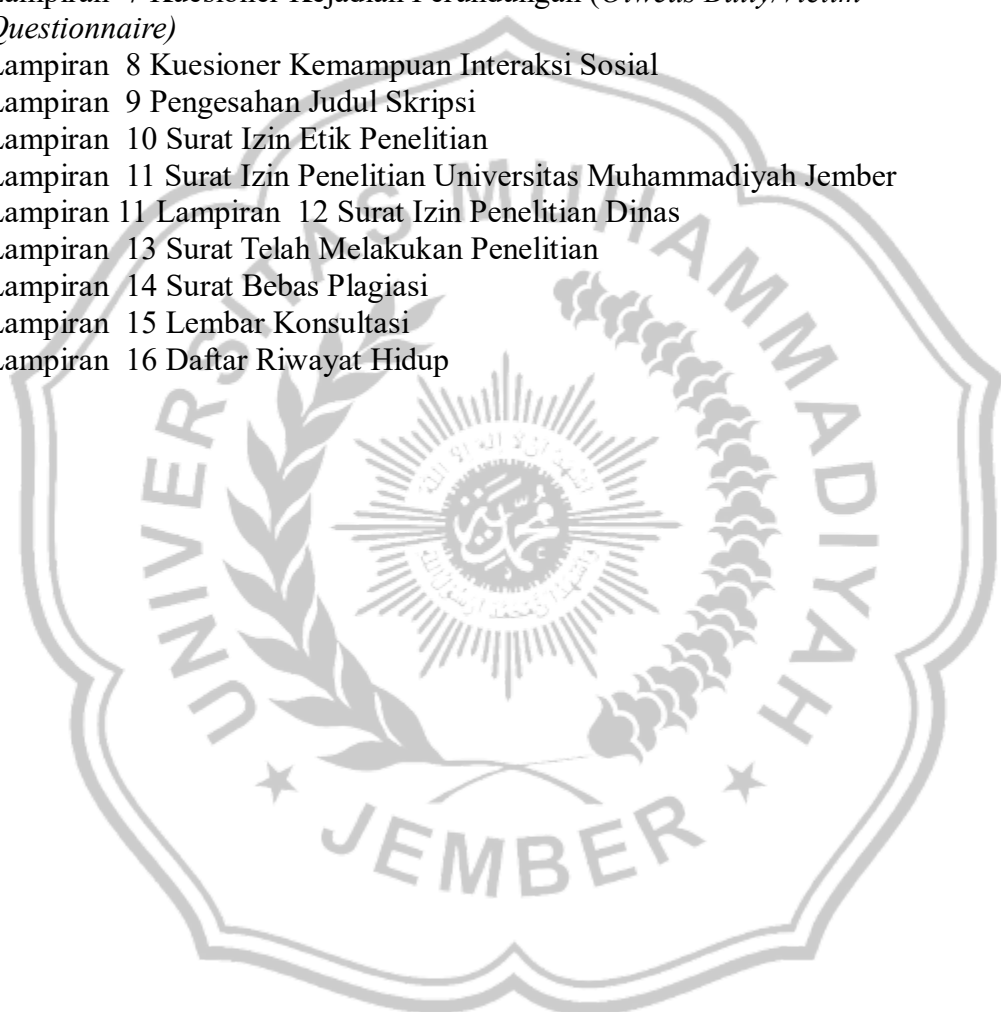 Questionnaire)
Lampiran 8 Kuesioner Kemampuan Interaksi Sosial
Lampiran 9 Pengesahan Judul Skripsi
Lampiran 10 Surat Izin Etik Penelitian
Lampiran 11 Surat Izin Penelitian Universitas Muhammadiyah Jember
Lampiran 11 Lampiran 12 Surat Izin Penelitian Dinas
Lampiran 13 Surat Telah Melakukan Penelitian
Lampiran 14 Surat Bebas Plagiasi
Lampiran 15 Lembar Konsultasi
Lampiran 16 Daftar Riwayat Hidup
UNIVERSITAS MUHAMMADIYAH
JEMBER